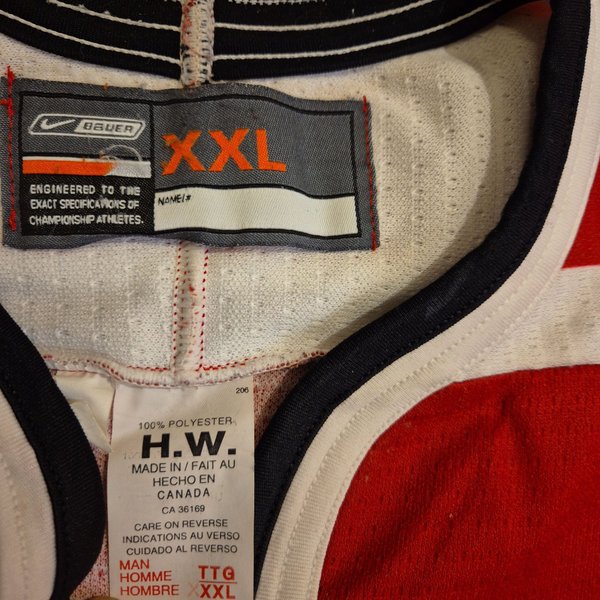 BAUER
XXL
ENGINEERED TO THE
EXACT SPECIFICATIONS OF
CHAMPIONSHIP ATHLETES.
NAME/#
206
100% POLYESTER
H.W.
MADE IN / FAIT AU
HECHO EN
CANADA
CA 36169
CARE ON REVERSE
INDICATIONS AU VERSO
CUIDADO AL REVERSO
MAN
HOMME TTG
HOMBRE XXL